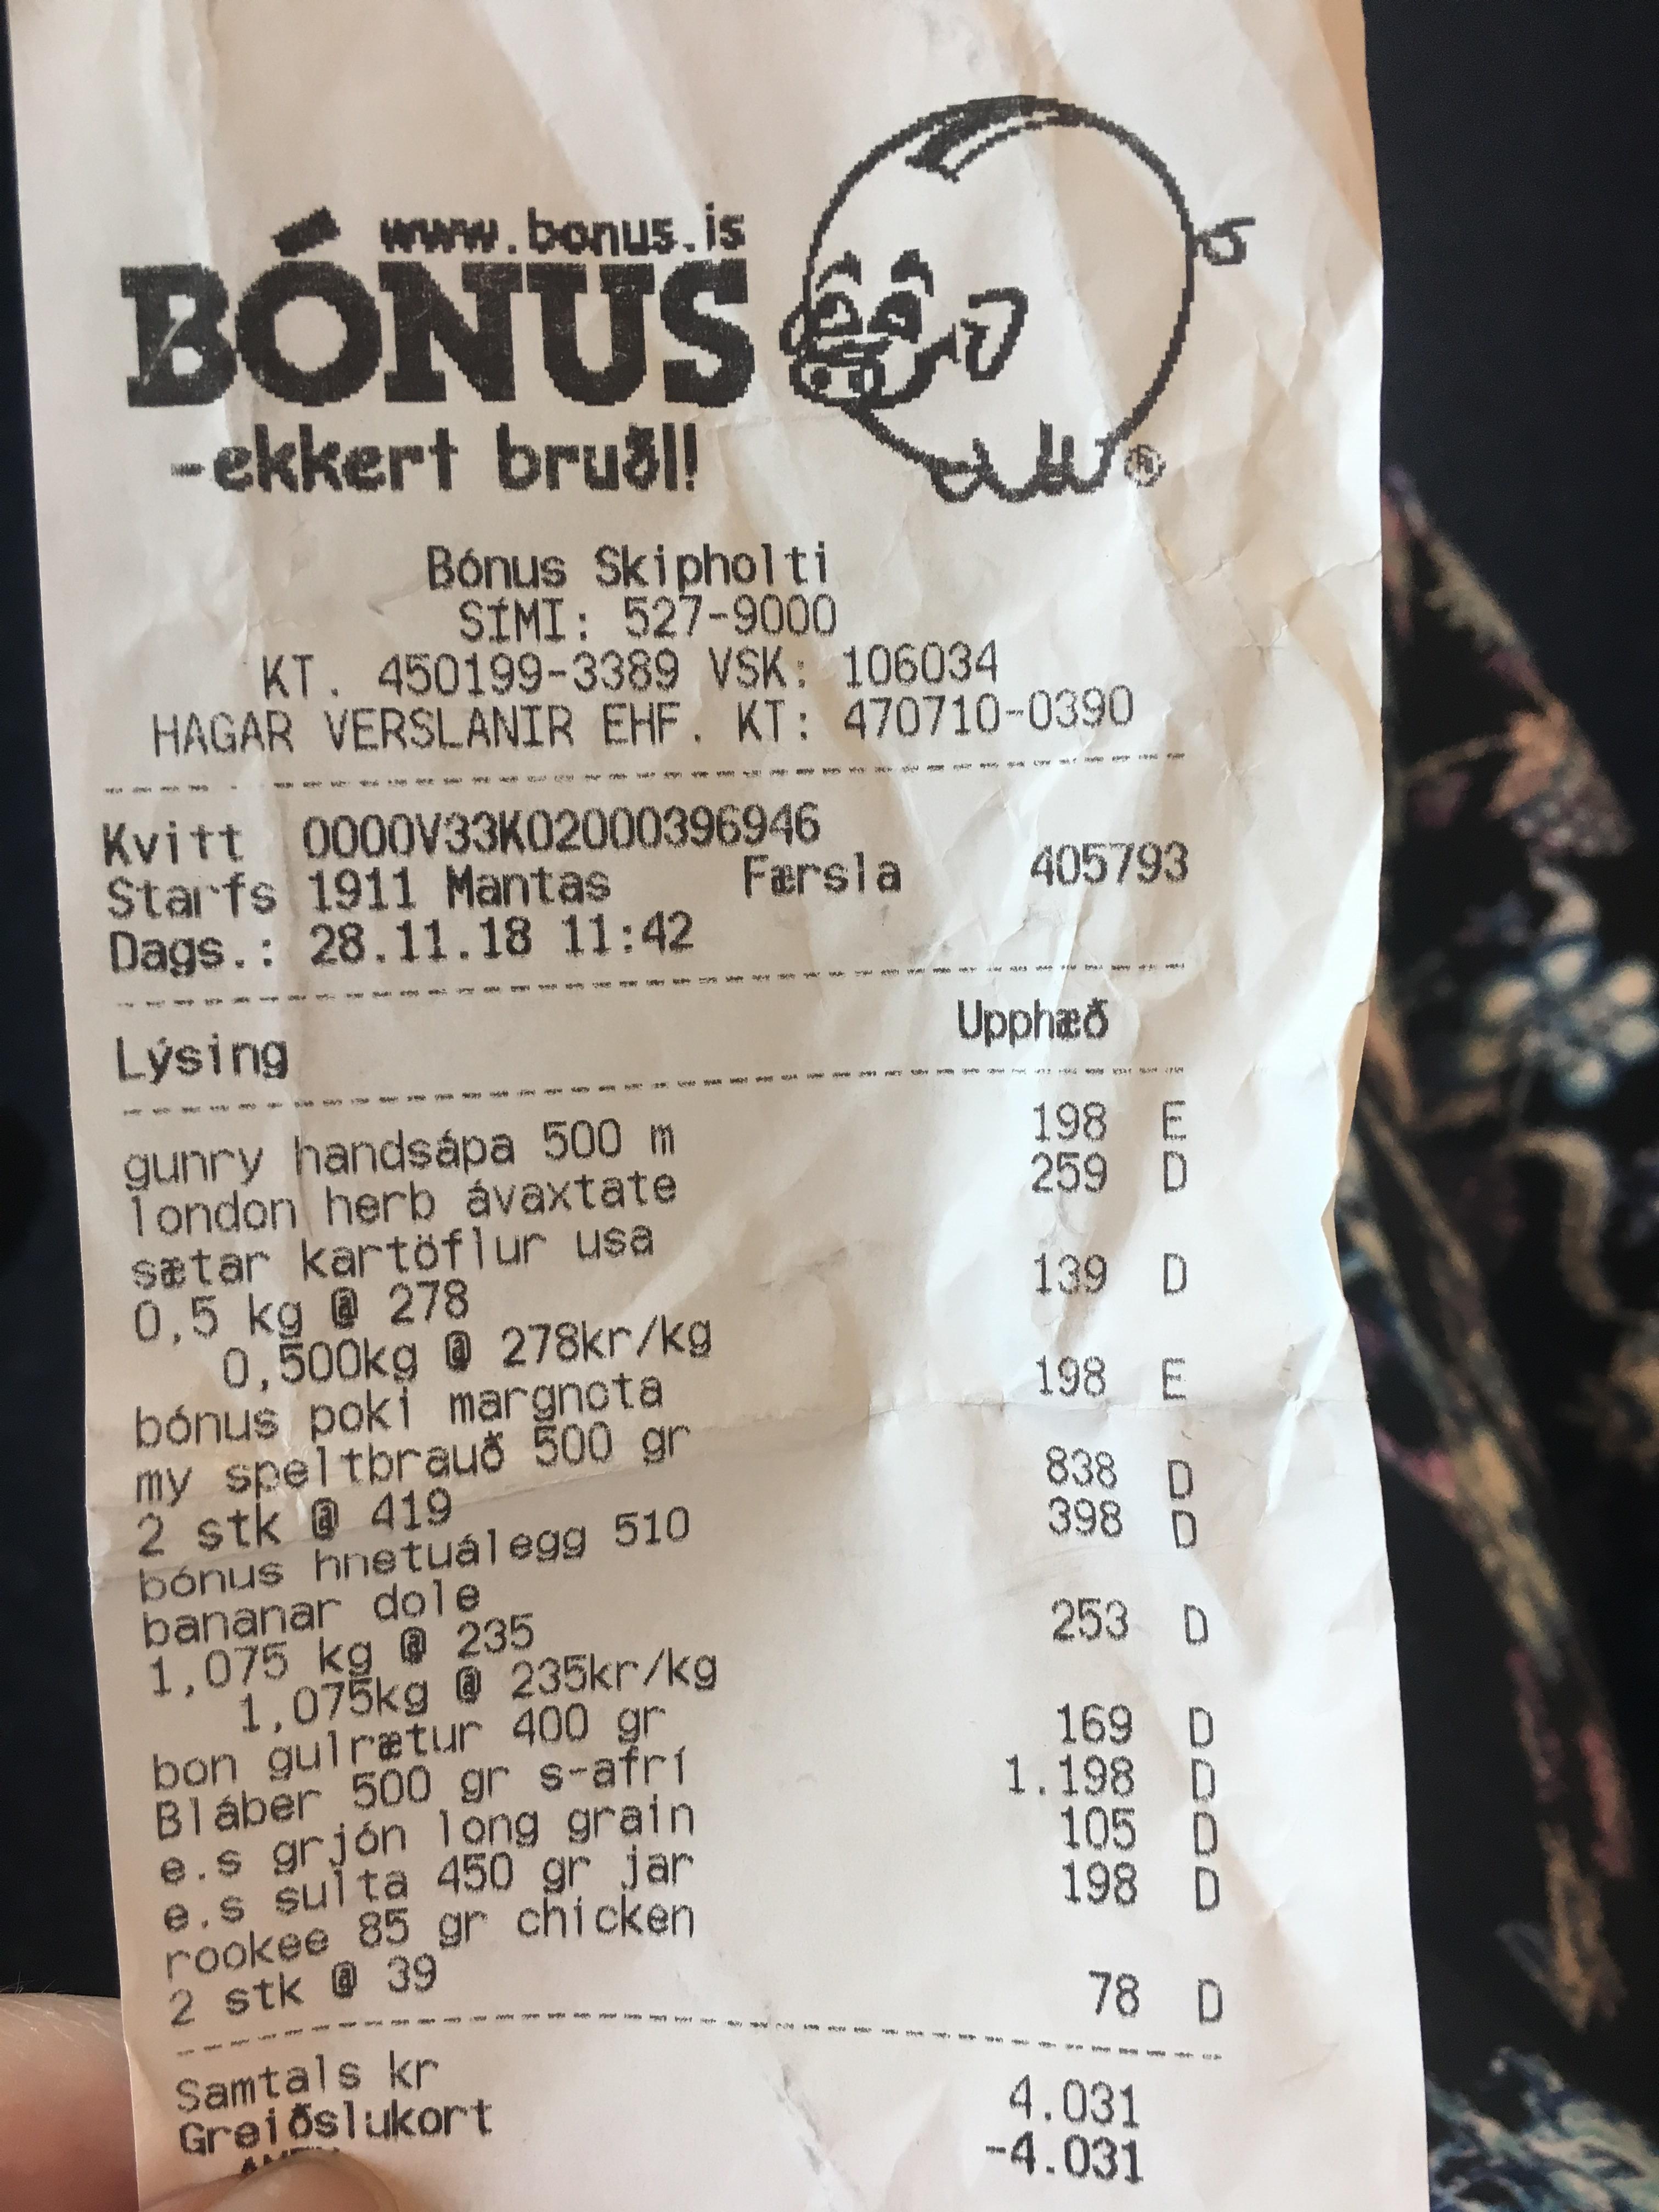 www.bonus.is
BÓNUS
-ekkert bruðl!
Bónus Skipholti
SÍMI: 527-9000
KT. 450199-3389 VSK: 106034
HAGAR VERSLANIR EHF. KT: 470710-0390
Kvitt 0000V33K02000396946
Starfs 1911 Mantas Færsla 405793
Dags.: 28.11.18 11:42
Lýsing Upphæð
gunry handsápa 500 m 198 E
london herb ávaxtate 259 D
sætar kartöflur usa
0,5 kg @ 278 139 D
0,500kg @ 278kr/kg
bónus poki margnota 198 E
my speltbrauð 500 gr
2 stk @ 419 838 D
bónus hnetuálegg 510 398 D
bananar dole
1,075 kg @ 235 253 D
1,075kg @ 235kr/kg
bon gulrætur 400 gr 169 D
Bláber 500 gr s-afrí 1.198 D
e.s grjón long grain 105 D
e.s sulta 450 gr jar 198 D
rookee 85 gr chicken
2 stk @ 39 78 D
Samtals kr 4.031
Greiðslukort -4.031